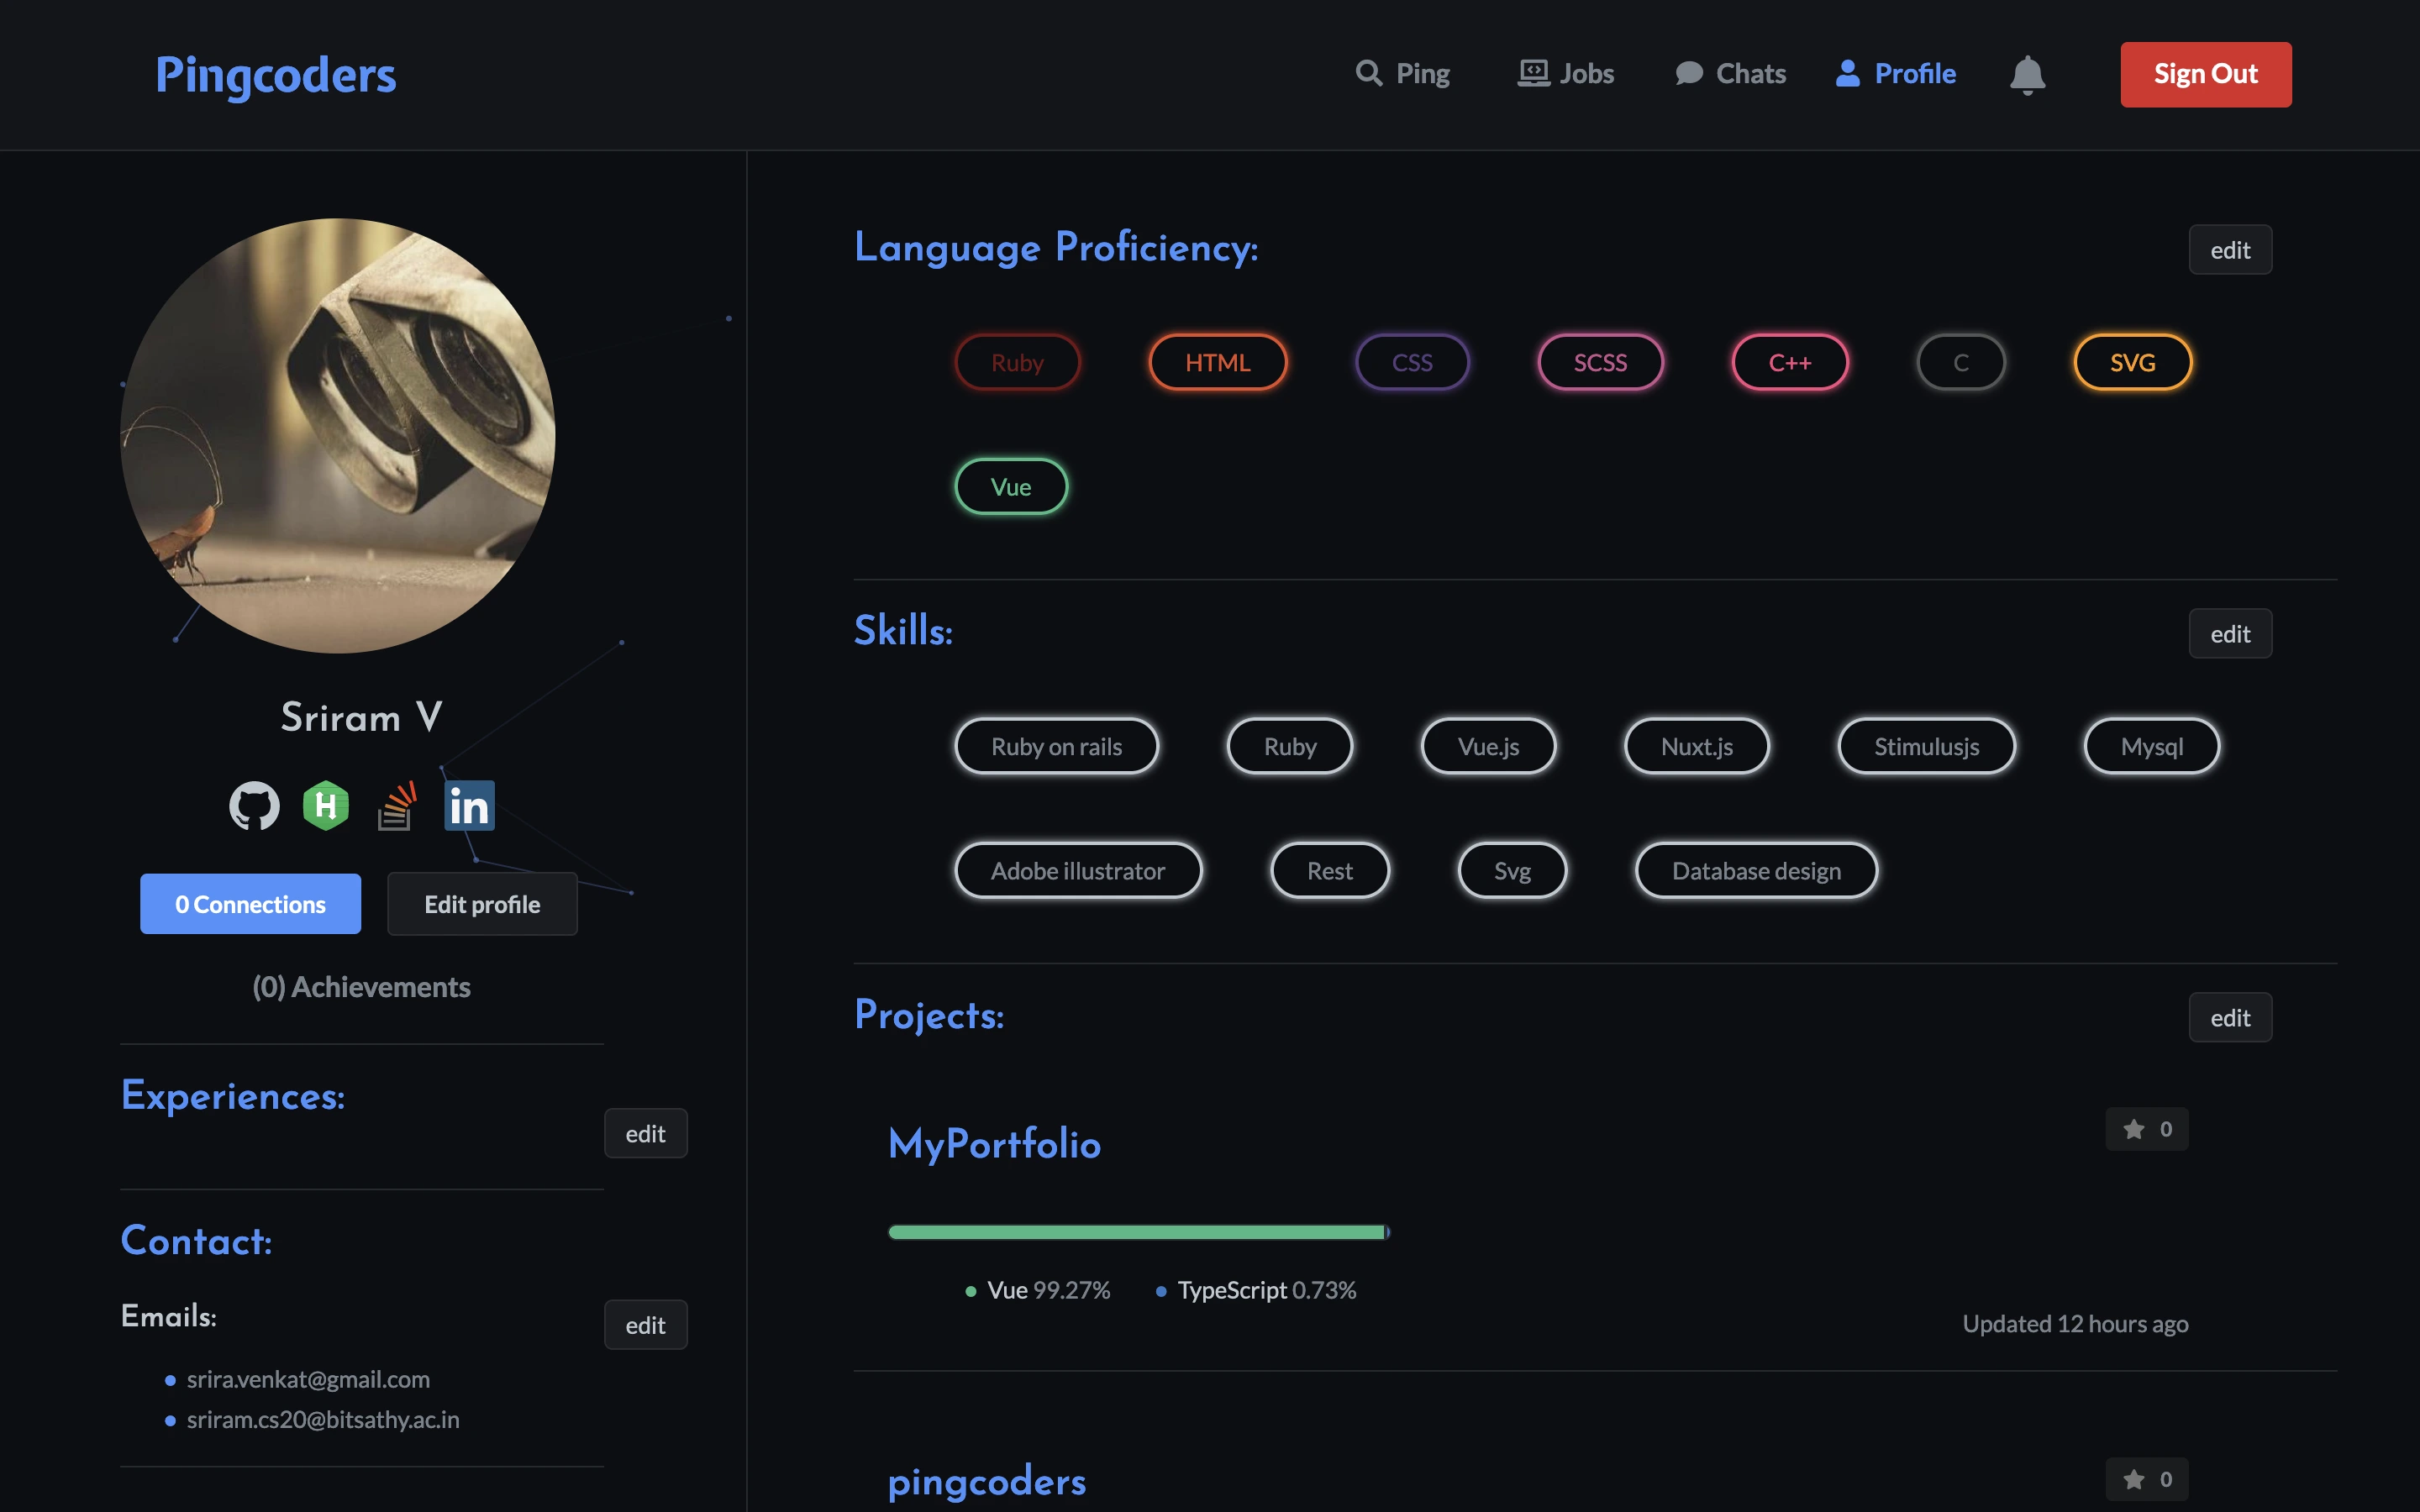 Pingcoders
Ping Jobs Chats Profile Sign Out
Sriram V
H
in
0 Connections Edit profile
(0) Achievements
Experiences:
edit
Contact:
Emails:
edit
srira.venkat@gmail.com
sriram.cs20@bitsathy.ac.in
Language Proficiency:
edit
Ruby HTML CSS SCSS C++ C SVG
Vue
Skills:
edit
Ruby on rails Ruby Vue.js Nuxt.js Stimulusjs Mysql
Adobe illustrator Rest Svg Database design
Projects:
edit
MyPortfolio
0
Vue 99.27% TypeScript 0.73%
Updated 12 hours ago
pingcoders
0